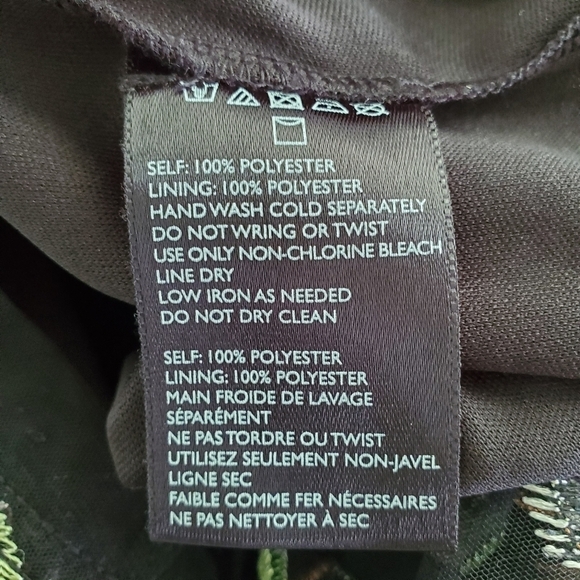 SELF: 100% POLYESTER
LINING: 100% POLYESTER
HAND WASH COLD SEPARATELY
DO NOT WRING OR TWIST
USE ONLY NON-CHLORINE BLEACH
LINE DRY
LOW IRON AS NEEDED
DO NOT DRY CLEAN
SELF: 100% POLYESTER
LINING: 100% POLYESTER
MAIN FROIDE DE LAVAGE
SÉPARÉMENT
NE PAS TORDRE OU TWIST
UTILISEZ SEULEMENT NON-JAVEL
LIGNE SEC
FAIBLE COMME FER NÉCESSAIRES
NE PAS NETTOYER À SEC